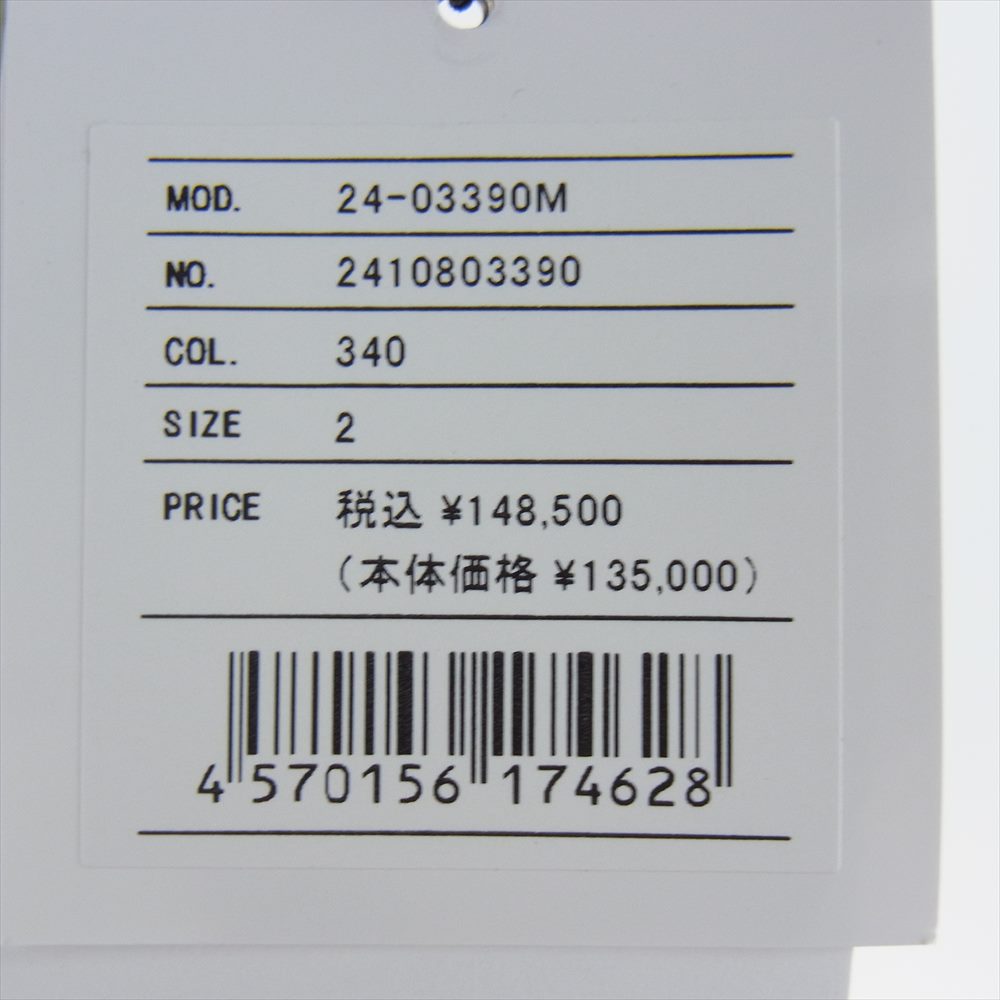 MOD. 24-03390M
NO. 2410803390
COL. 340
SIZE 2
PRICE 税込 ¥148,500
(本体価格 ¥135,000)
4 570156 174628